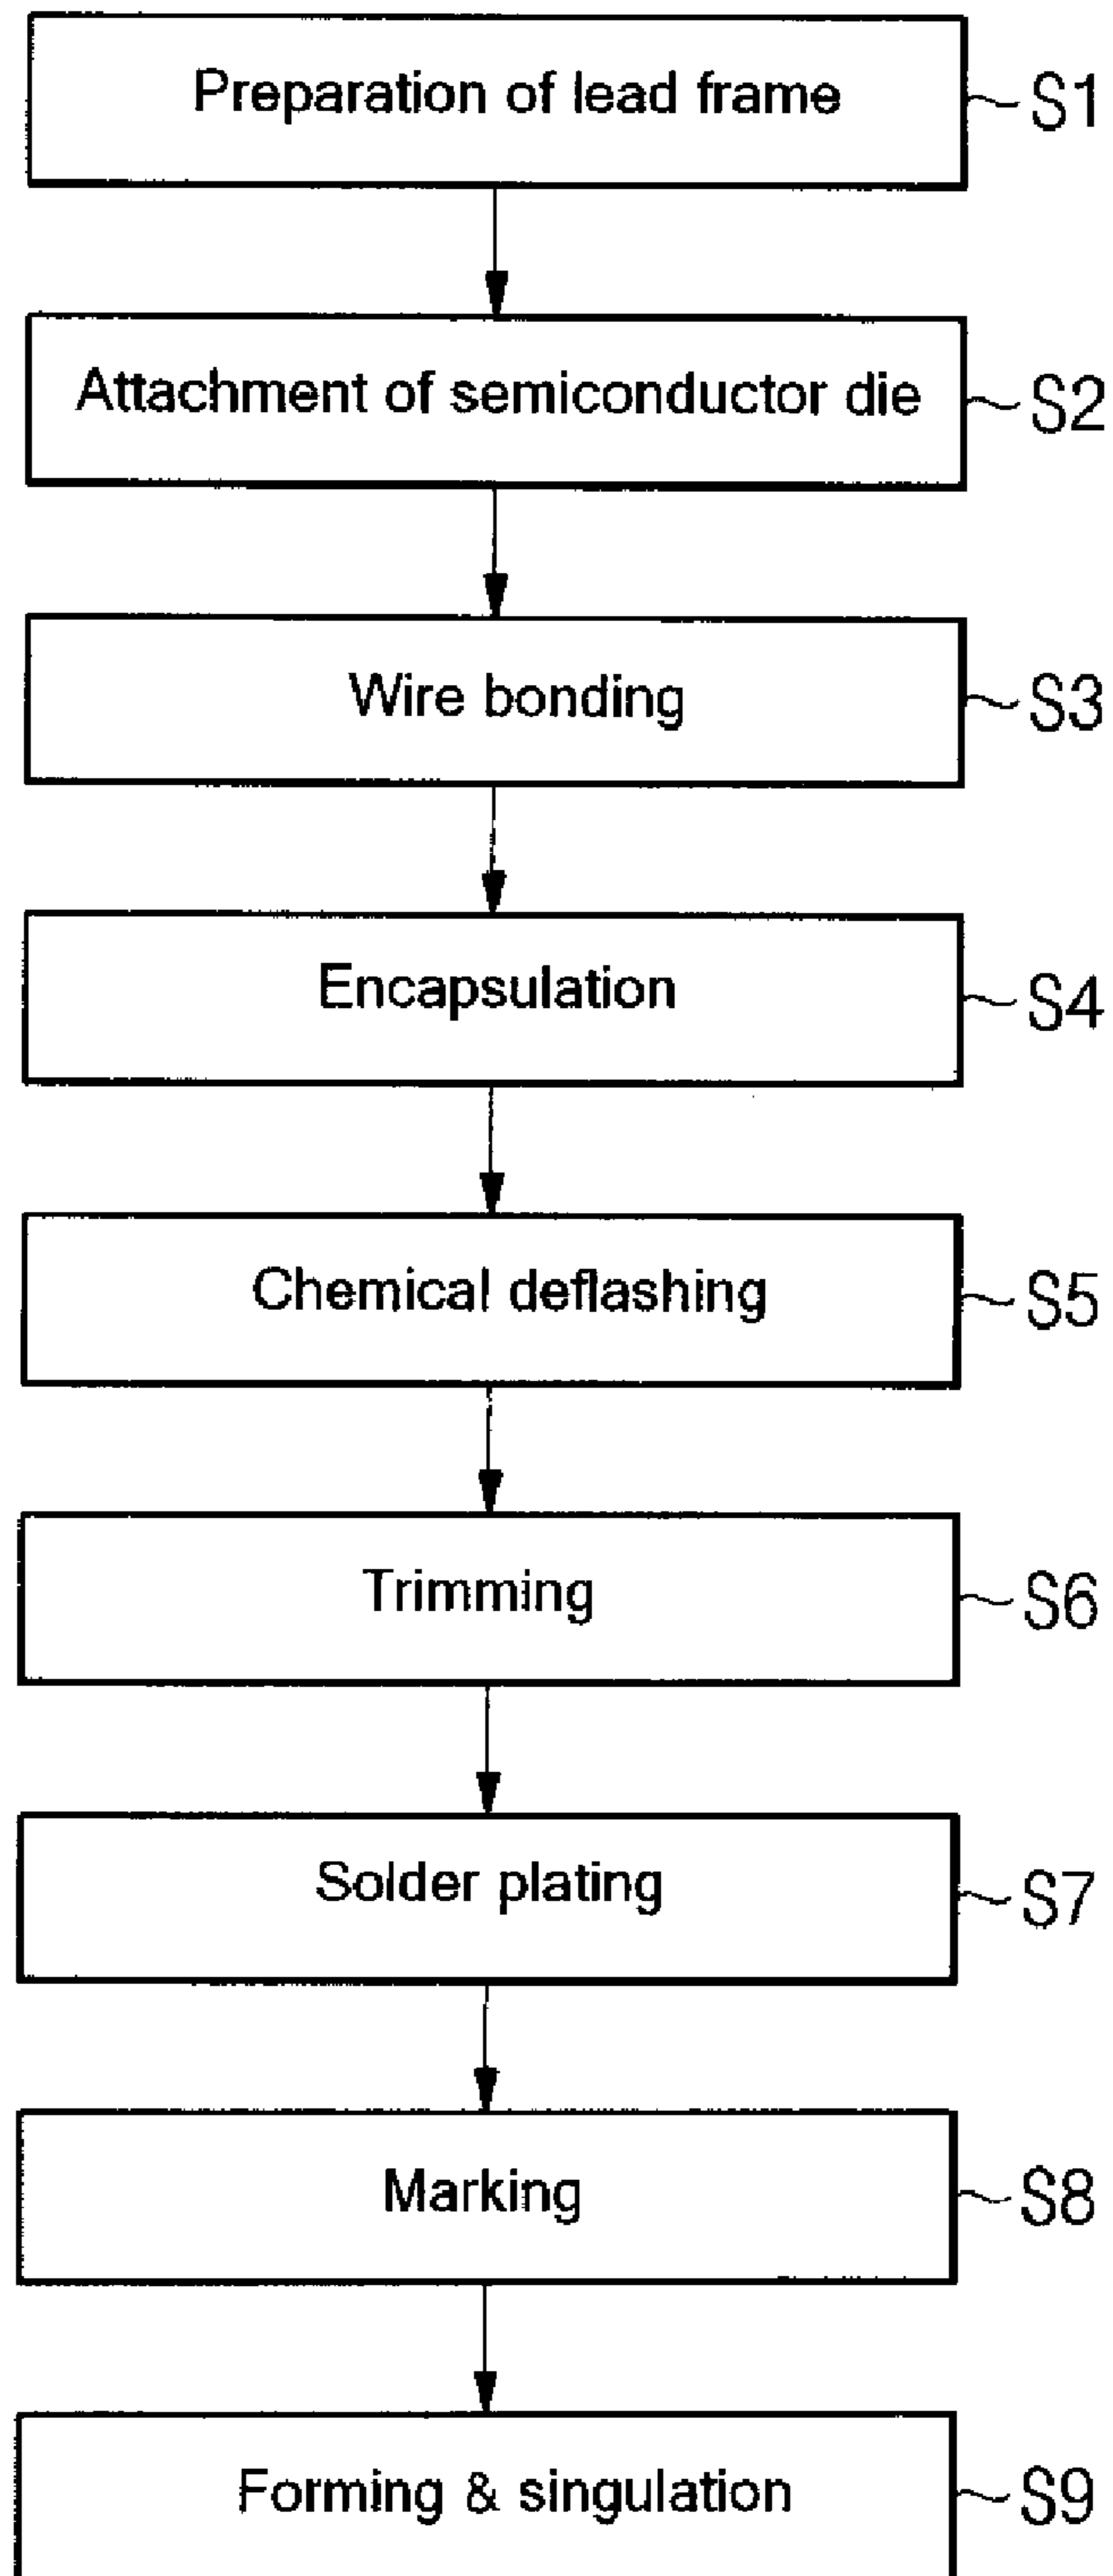 Preparation of lead frame S1
Attachment of semiconductor die S2
Wire bonding S3
Encapsulation S4
Chemical deflashing S5
Trimming S6
Solder plating S7
Marking S8
Forming & singulation S9